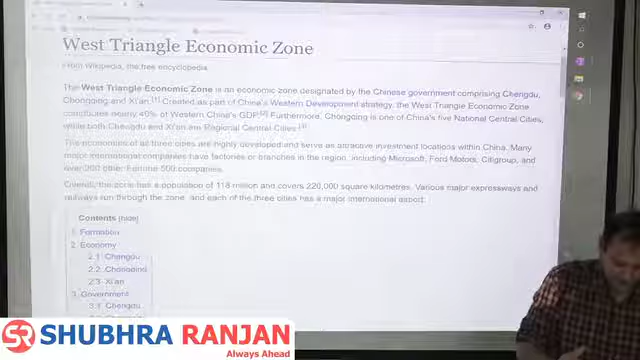 West Triangle Economic Zone
From Wikipedia, the free encyclopedia
The West Triangle Economic Zone is an economic zone designated by the Chinese government comprising Chengdu,
Chongqing and Xi'an.[1] Created as part of China's Western Development strategy, the West Triangle Economic Zone
constitutes nearly 40% of Western China's GDP.[2] Furthermore, Chongqing is one of China's five National Central Cities,
while both Chengdu and Xi'an are Regional Central Cities.[3]
The economies of all three cities are highly developed and serve as attractive investment locations within China. Many
major international companies have factories or branches in the region, including Microsoft, Ford Motors, Citigroup, and
over 200 other Fortune 500 companies.
Overall, the zone has a population of 118 million and covers 220,000 square kilometres. Various major expressways and
railways run through the zone, and each of the three cities has a major international airport.
Contents [hide]
1 Formation
2 Economy
2.1 Chengdu
2.2 Chongqing
2.3 Xi'an
3 Government
3.1 Chengdu
SR SHUBHRA RANJAN
Always Ahead